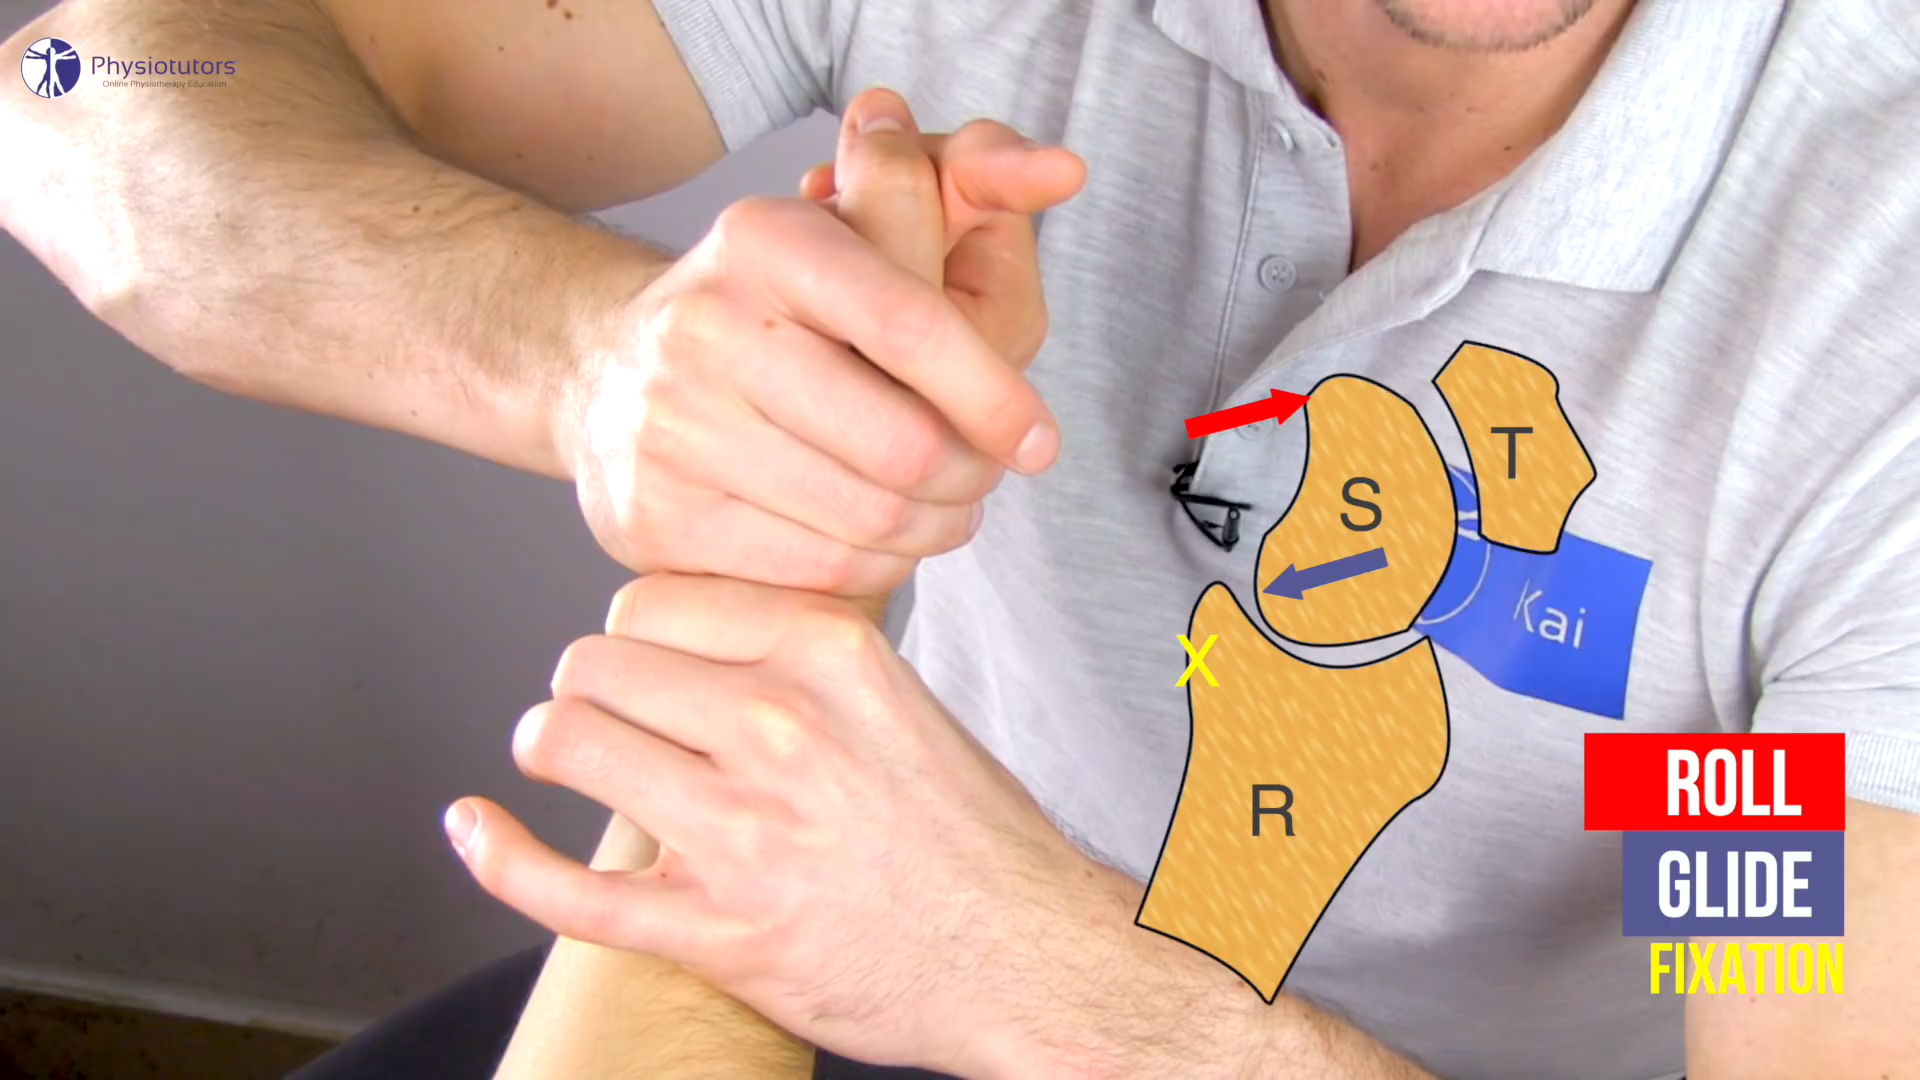 Physiotutors
Online Physiotherapy Education
T
S
Kai
X
R
ROLL
GLIDE
FIXATION